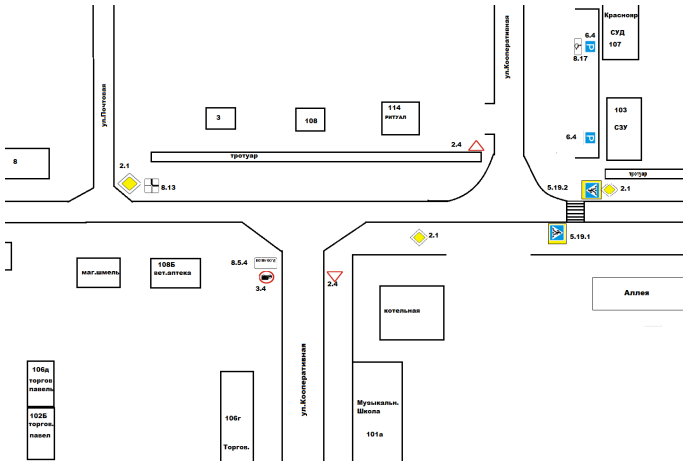 Краснояр
6.4
СУД
107
8.17
ул.Кооперативная
ул.Почтовая
3
108
114
РИТУАЛ
103
СЗУ
2.4
6.4
тротуар
8
2.1
8.13
тротуар
5.19.2
2.1
2.1
5.19.1
8.5.4
3.4
2.4
маг.шмель
108Б
вет.аптека
Аллея
котельная
ул.Кооперативная
106д
торгов
павель
102Б
торгов.
павел
106г
Торгов.
Музыкальн.
Школа
101а